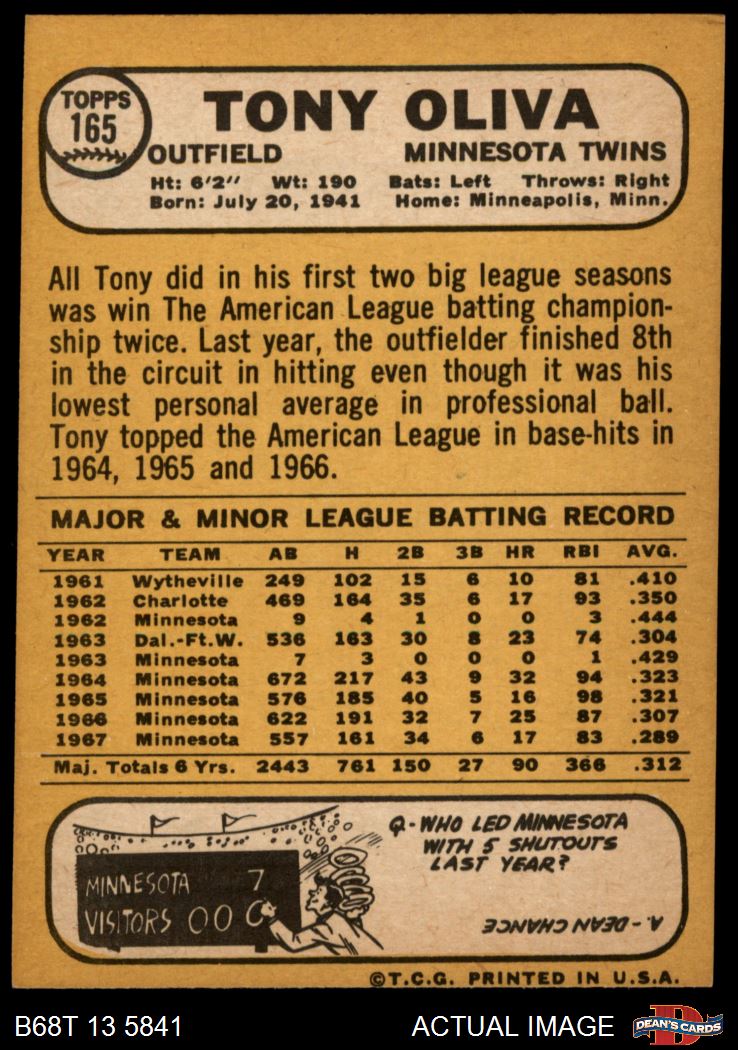 TOPPS
165
TONY OLIVA
OUTFIELD MINNESOTA TWINS
Ht: 6'2" Wt: 190 Bats: Left Throws: Right
Born: July 20, 1941 Home: Minneapolis, Minn.
All Tony did in his first two big league seasons
was win The American League batting champion-
ship twice. Last year, the outfielder finished 8th
in the circuit in hitting even though it was his
lowest personal average in professional ball.
Tony topped the American League in base-hits in
1964, 1965 and 1966.
MAJOR & MINOR LEAGUE BATTING RECORD
YEAR TEAM AB H 2B 3B HR RBI AVG.
1961 Wytheville 249 102 15 6 10 81 .410
1962 Charlotte 469 164 35 6 17 93 .350
1962 Minnesota 9 4 1 0 0 3 .444
1963 Dal.-Ft.W. 536 163 30 8 23 74 .304
1963 Minnesota 7 3 0 0 0 1 .429
1964 Minnesota 672 217 43 9 32 94 .323
1965 Minnesota 576 185 40 5 16 98 .321
1966 Minnesota 622 191 32 7 25 87 .307
1967 Minnesota 557 161 34 6 17 83 .289
Maj. Totals 6 Yrs. 2443 761 150 27 90 366 .312
MINNESOTA 7
VISITORS 000
Q-WHO LED MINNESOTA
WITH 5 SHUTOUTS
LAST YEAR?
A.-DEAN CHANCE
©T.C.G. PRINTED IN U.S.A.
B68T 13 5841 ACTUAL IMAGE
D
DEAN'S CARDS